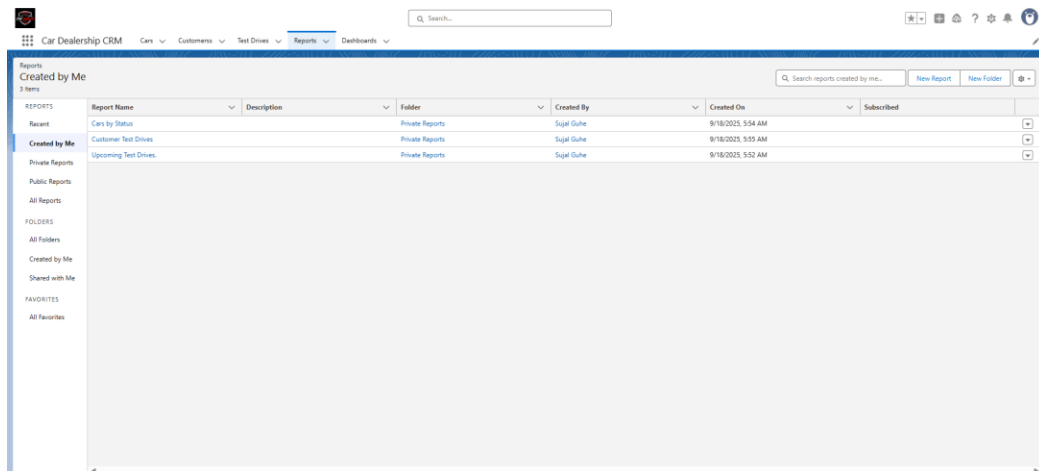 Search...
Car Dealership CRM Cars Customerss Test Drives Reports Dashboards
Reports
Created by Me
3 items
Search reports created by me... New Report New Folder
REPORTS
Recent
Created by Me
Private Reports
Public Reports
All Reports
FOLDERS
All Folders
Created by Me
Shared with Me
FAVORITES
All Favorites
Report Name Description Folder Created By Created On Subscribed
Cars by Status Private Reports Sujal Guhe 9/18/2025, 5:54 AM
Customer Test Drives Private Reports Sujal Guhe 9/18/2025, 5:55 AM
Upcoming Test Drives. Private Reports Sujal Guhe 9/18/2025, 5:52 AM